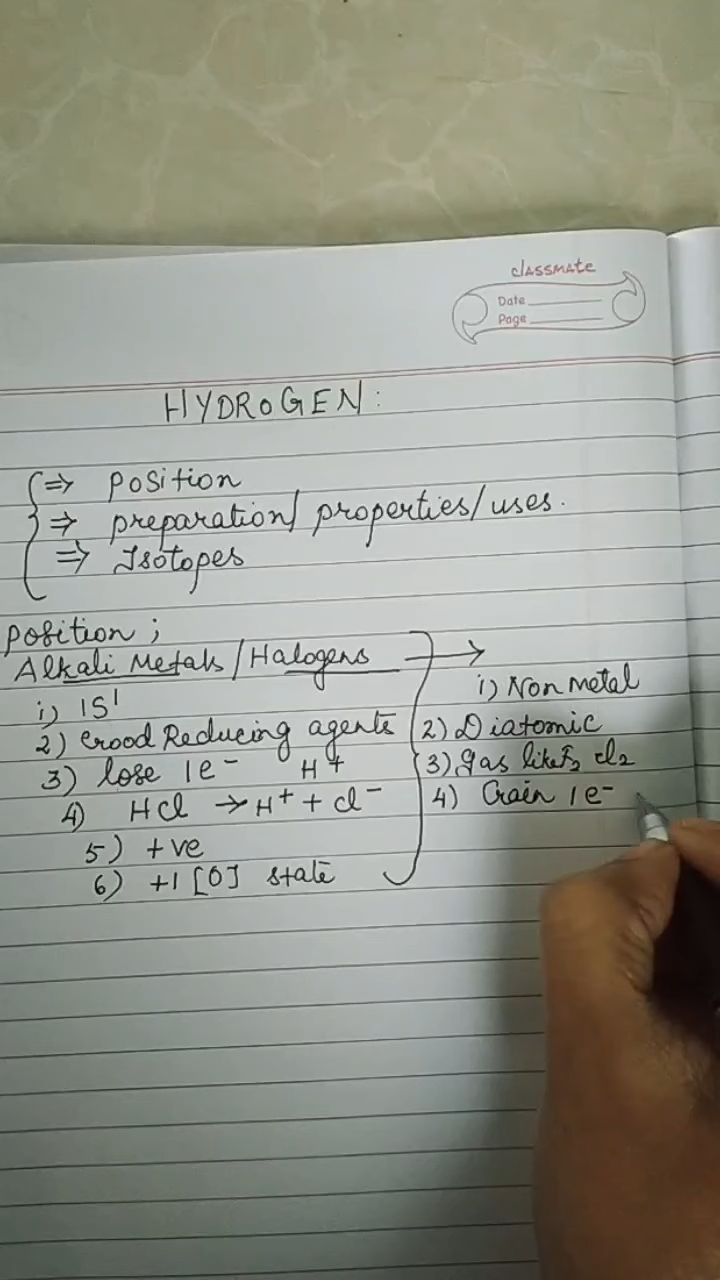 classmate
Date
Page
HYDROGEN:
⇒ position
⇒ preparation/ properties/uses.
⇒ Isotopes
position ;
Alkali Metals / Halogens →
i) 1S¹
2) Good Reducing agents
3) lose 1e⁻ H⁺
4) HCl → H⁺ + Cl⁻
5) +ve
6) +1 [O] state
i) Non metal
2) Diatomic
3) gas like F₂ Cl₂
4) Gain 1e⁻